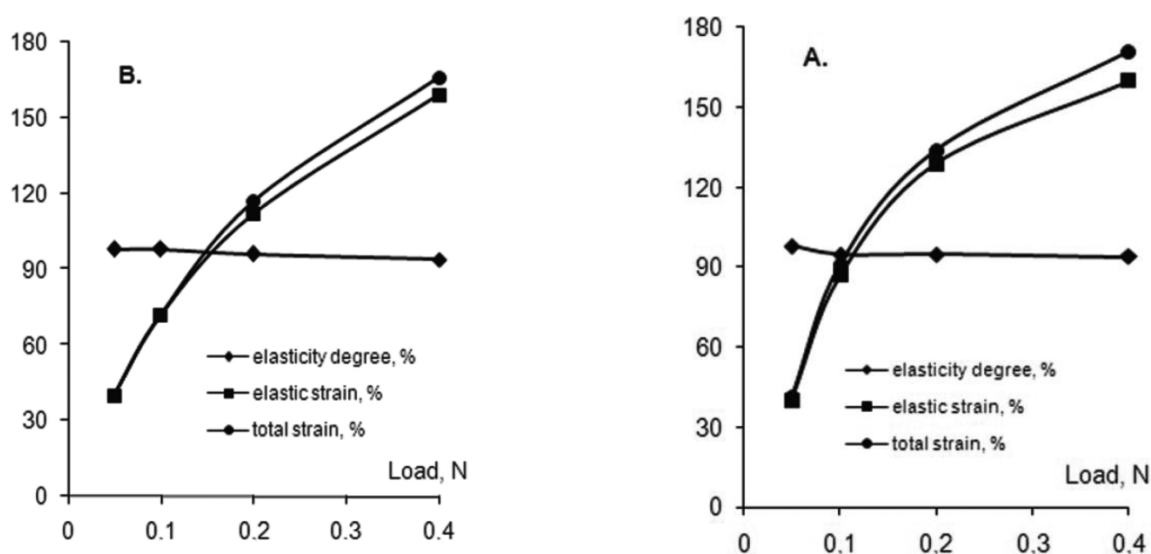 180
B.
150
120
90
60
elasticity degree, %
elastic strain, %
30
total strain, %
Load, N
0
0 0.1 0.2 0.3 0.4
180
A.
150
120
90
60
elasticity degree, %
elastic strain, %
30
total strain, %
Load, N
0
0 0.1 0.2 0.3 0.4